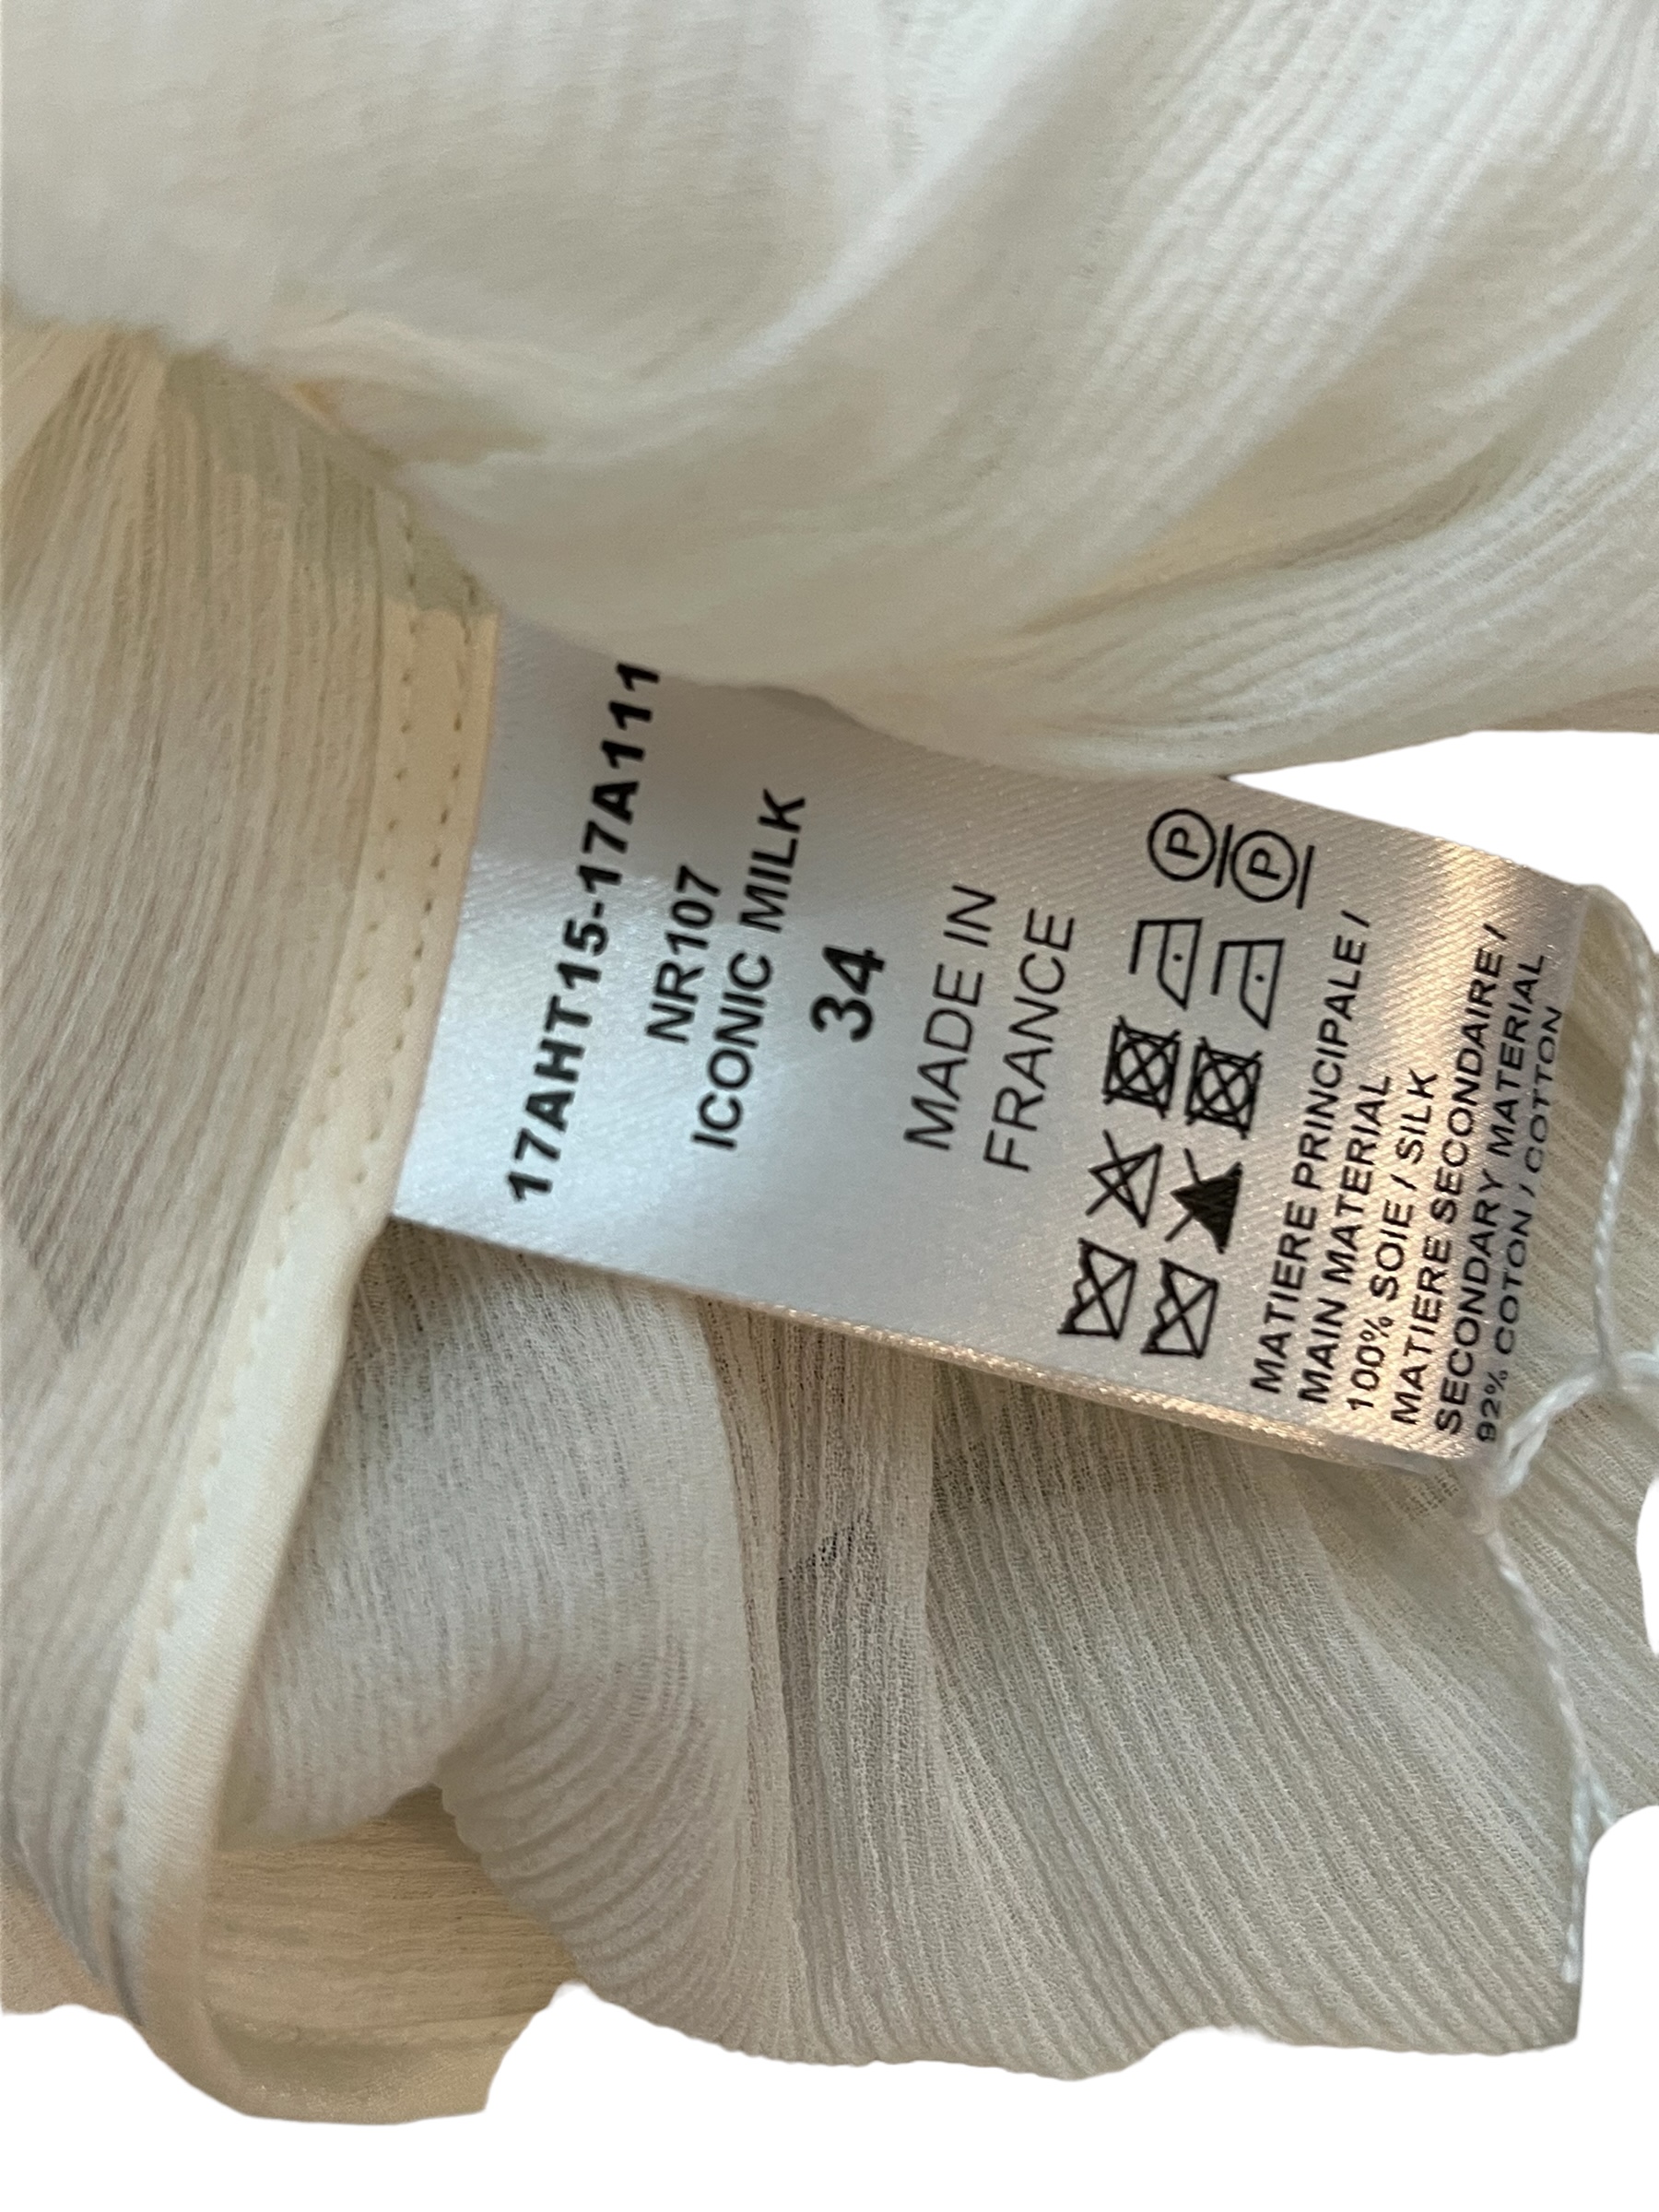 17AHT15-17A111
NR107
ICONIC MILK
34
MADE IN
FRANCE
P
P
MATIERE PRINCIPALE /
MAIN MATERIAL
100% SOIE / SILK
MATIERE SECONDAIRE /
SECONDARY MATERIAL
92% COTON / COTTON